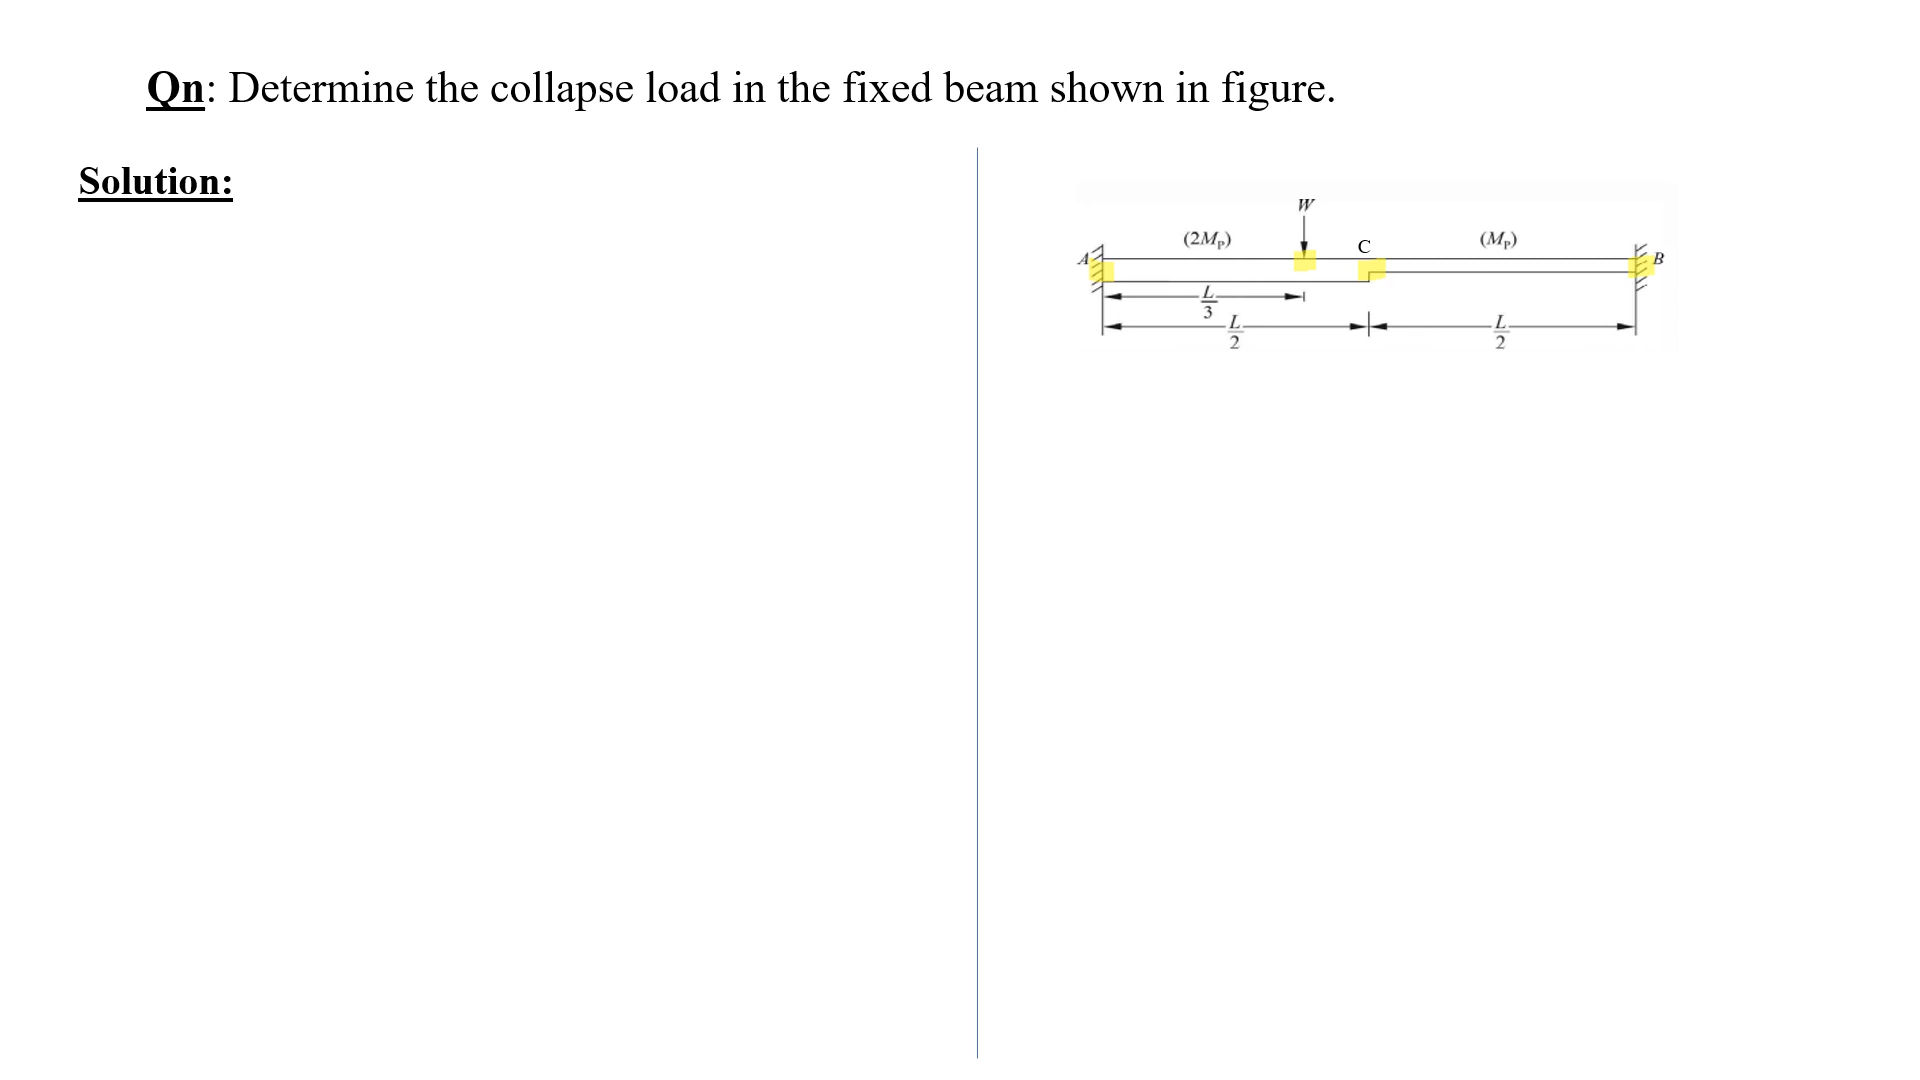 Qn: Determine the collapse load in the fixed beam shown in figure.
Solution:
W
(2Mp) C (Mp)
A B
L
3
L
2
L
2